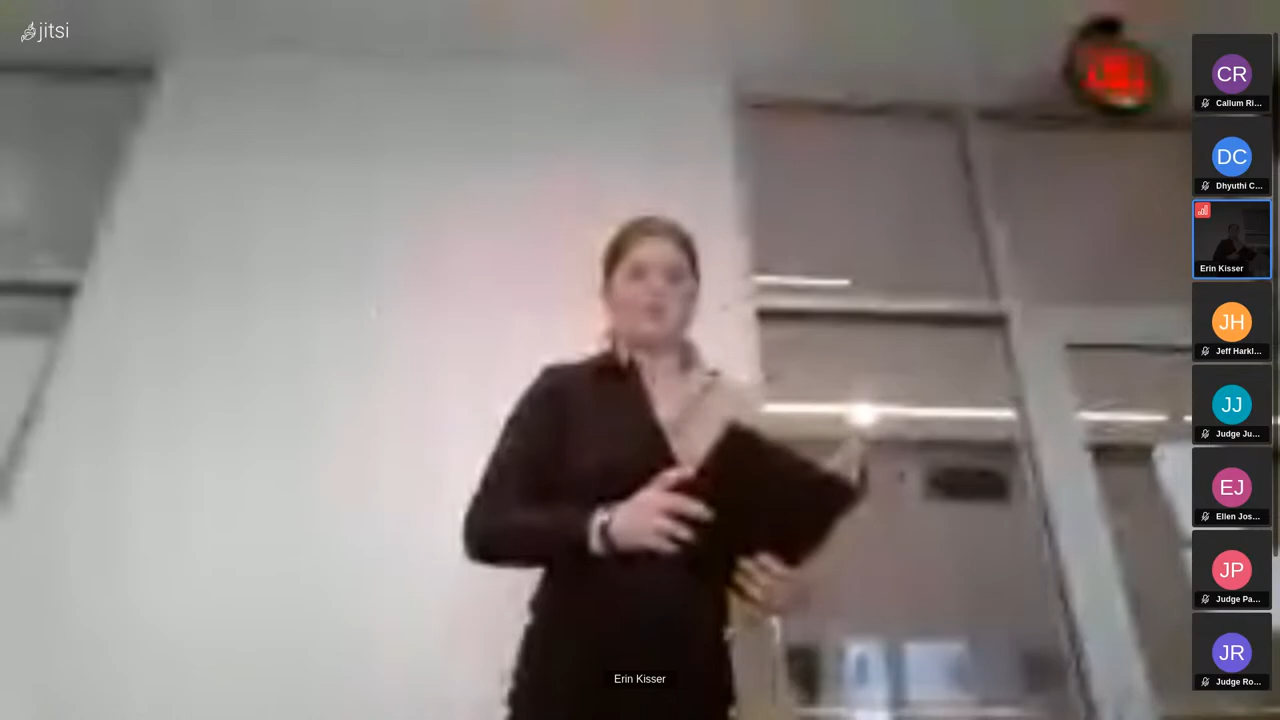 jitsi
CR
Callum Ri...
DC
Dhyuthi C...
Erin Kisser
JH
Jeff Harkl...
JJ
Judge Ju...
EJ
Ellen Jos...
JP
Judge Pa...
JR
Judge Ro...
Erin Kisser